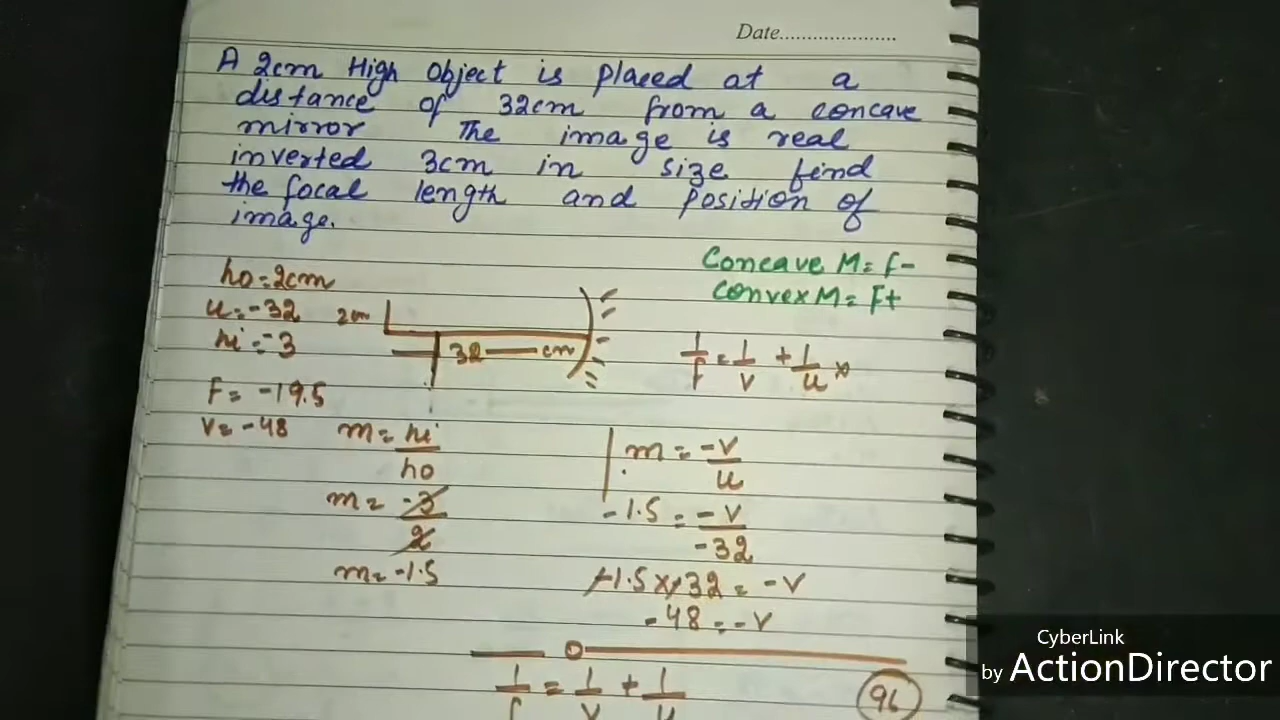 Date.....................
A 2cm High Object is placed at a
distance of 32cm from a concave
mirror The image is real
inverted 3cm in size find
the focal length and position of
image.
Concave M= f-
Convex M= F+
ho=2cm
u=-32
hi=-3
2cm
32 cm
1/f = 1/v + 1/u
F= -19.5
v= -48
m= hi/ho
m = -v/u
m= -3/2
-1.5 = -v/-32
m= -1.5
-1.5 x -32 = -v
-48 = -v
1/f = 1/v + 1/u
96
CyberLink
by ActionDirector